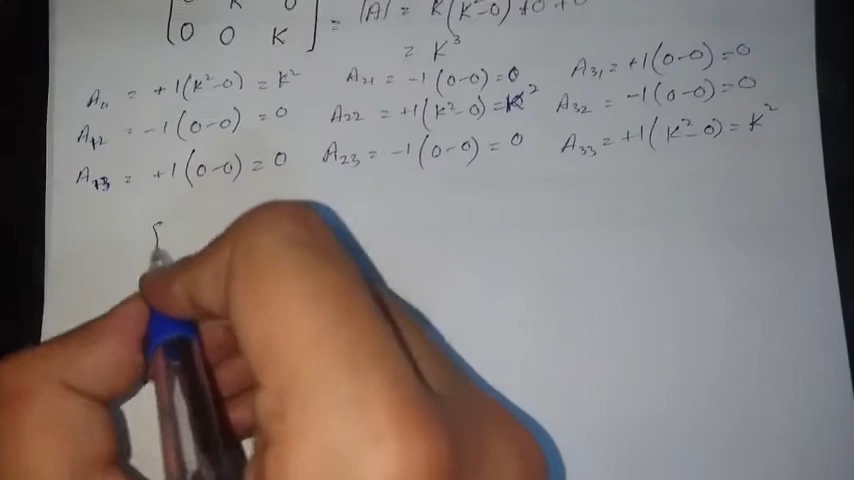 0 K 0
[0 0 K] = |A| = K(K²-0)+0+0
= K³
A₁₁ = +1(K²-0) = K² A₂₁ = -1(0-0) = 0 A₃₁ = +1(0-0) = 0
A₁₂ = -1(0-0) = 0 A₂₂ = +1(K²-0) = K² A₃₂ = -1(0-0) = 0
A₁₃ = +1(0-0) = 0 A₂₃ = -1(0-0) = 0 A₃₃ = +1(K²-0) = K²